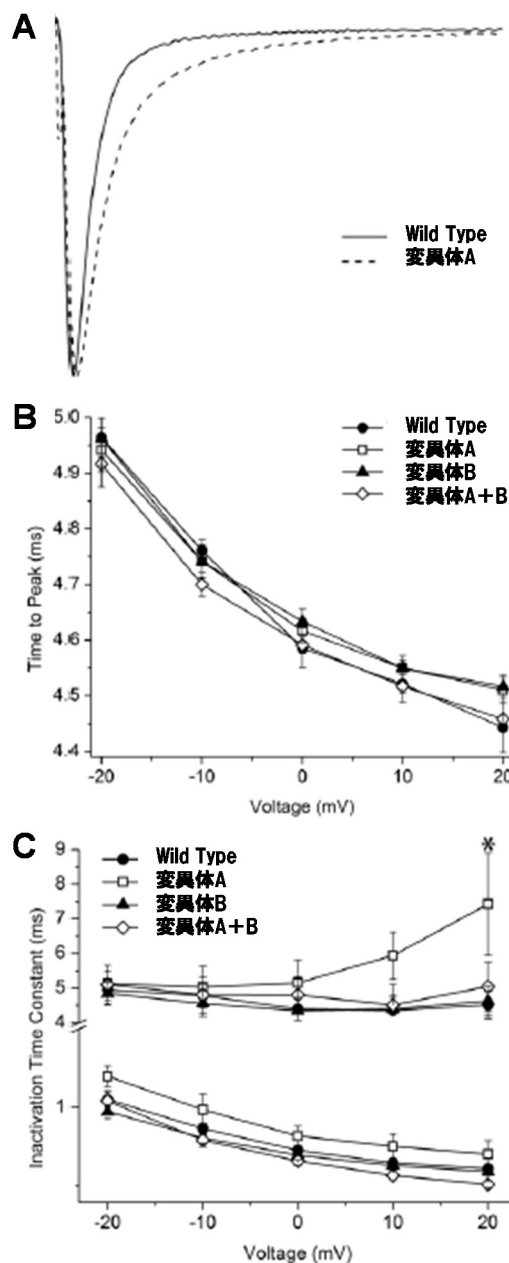 A
Wild Type
変異体A
B
5.0
4.9
4.8
4.7
4.6
4.5
4.4
Time to Peak (ms)
Wild Type
変異体A
変異体B
変異体A+B
-20 -10 0 10 20
Voltage (mV)
C
9
8
7
6
5
4
1
Inactivation Time Constant (ms)
Wild Type
変異体A
変異体B
変異体A+B
*
-20 -10 0 10 20
Voltage (mV)